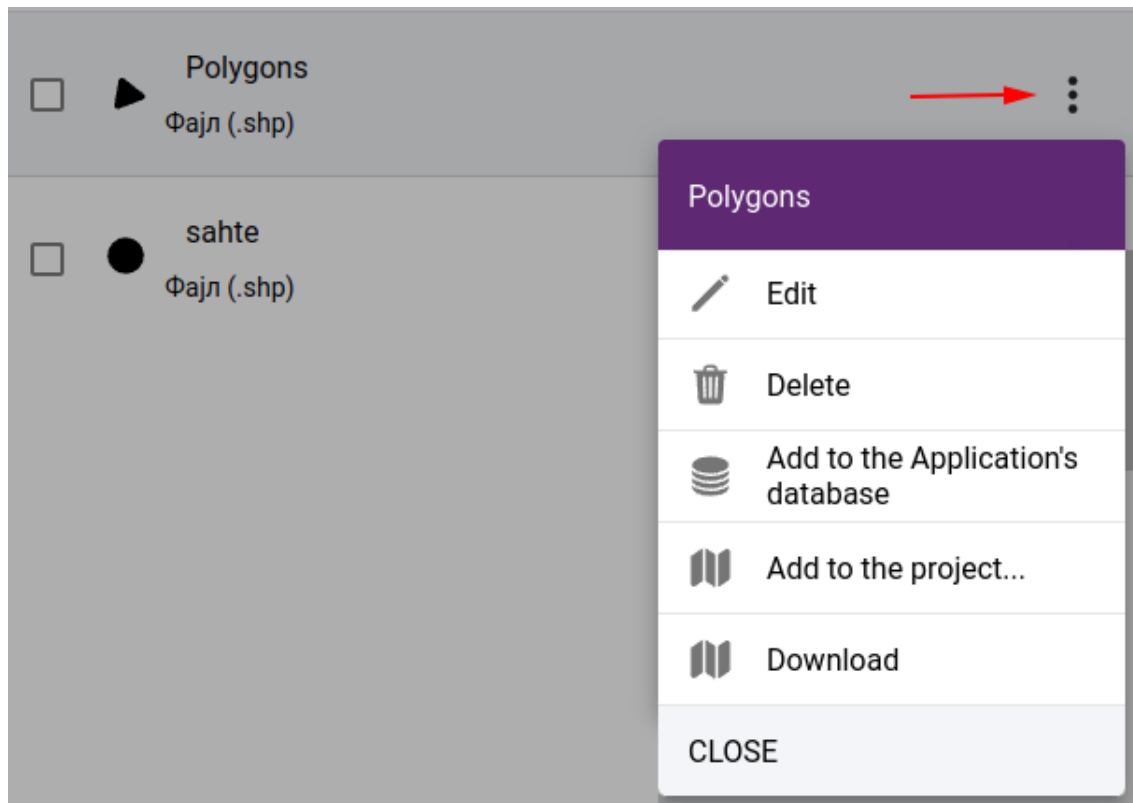 Polygons
Фајл (.shp)
sahte
Фајл (.shp)
Polygons
Edit
Delete
Add to the Application's
database
Add to the project...
Download
CLOSE